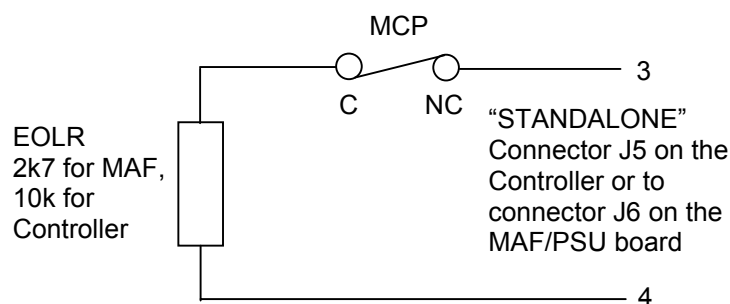 MCP
3
C
NC
EOLR
2k7 for MAF,
10k for
Controller
“STANDALONE”
Connector J5 on the
Controller or to
connector J6 on the
MAF/PSU board
4